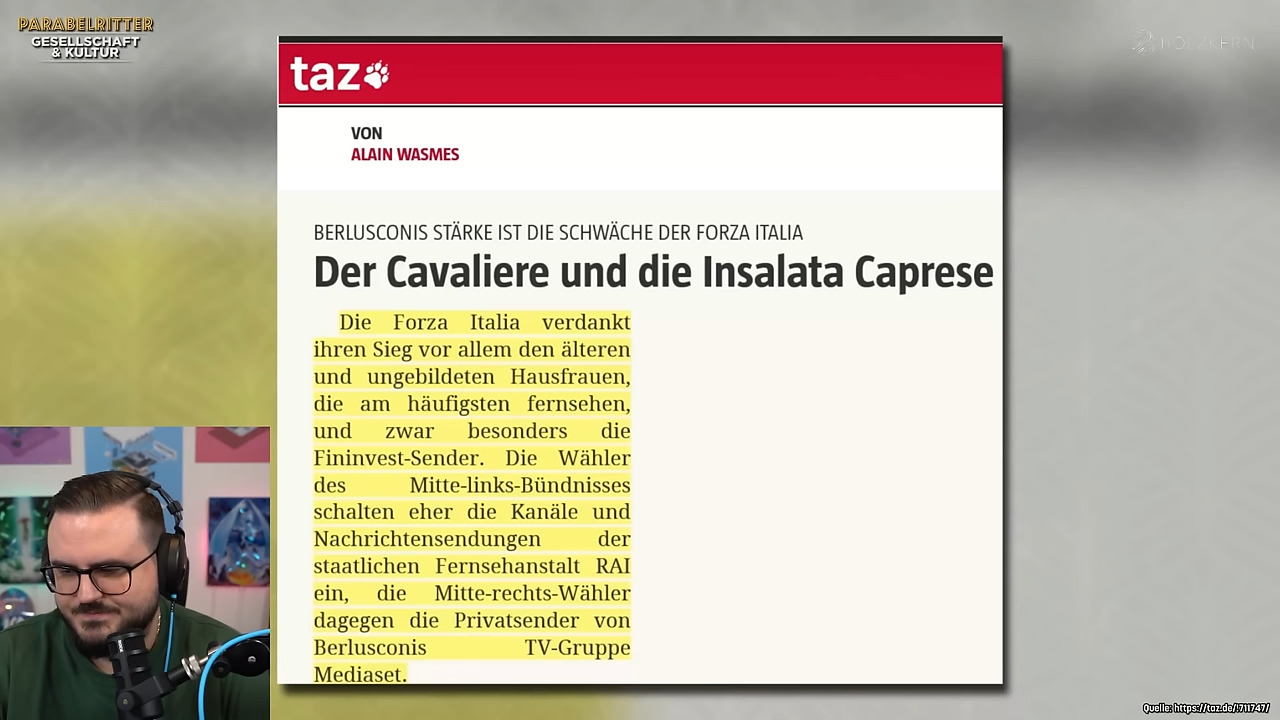 PARABELRITTER
GESELLSCHAFT
& KULTUR
HOLZKERN
taz
VON
ALAIN WASMES
BERLUSCONIS STÄRKE IST DIE SCHWÄCHE DER FORZA ITALIA
Der Cavaliere und die Insalata Caprese
Die Forza Italia verdankt
ihren Sieg vor allem den älteren
und ungebildeten Hausfrauen,
die am häufigsten fernsehen,
und zwar besonders die
Fininvest-Sender. Die Wähler
des Mitte-links-Bündnisses
schalten eher die Kanäle und
Nachrichtensendungen der
staatlichen Fernsehanstalt RAI
ein, die Mitte-rechts-Wähler
dagegen die Privatsender von
Berlusconis TV-Gruppe
Mediaset.
Quelle: https://taz.de/!711747/